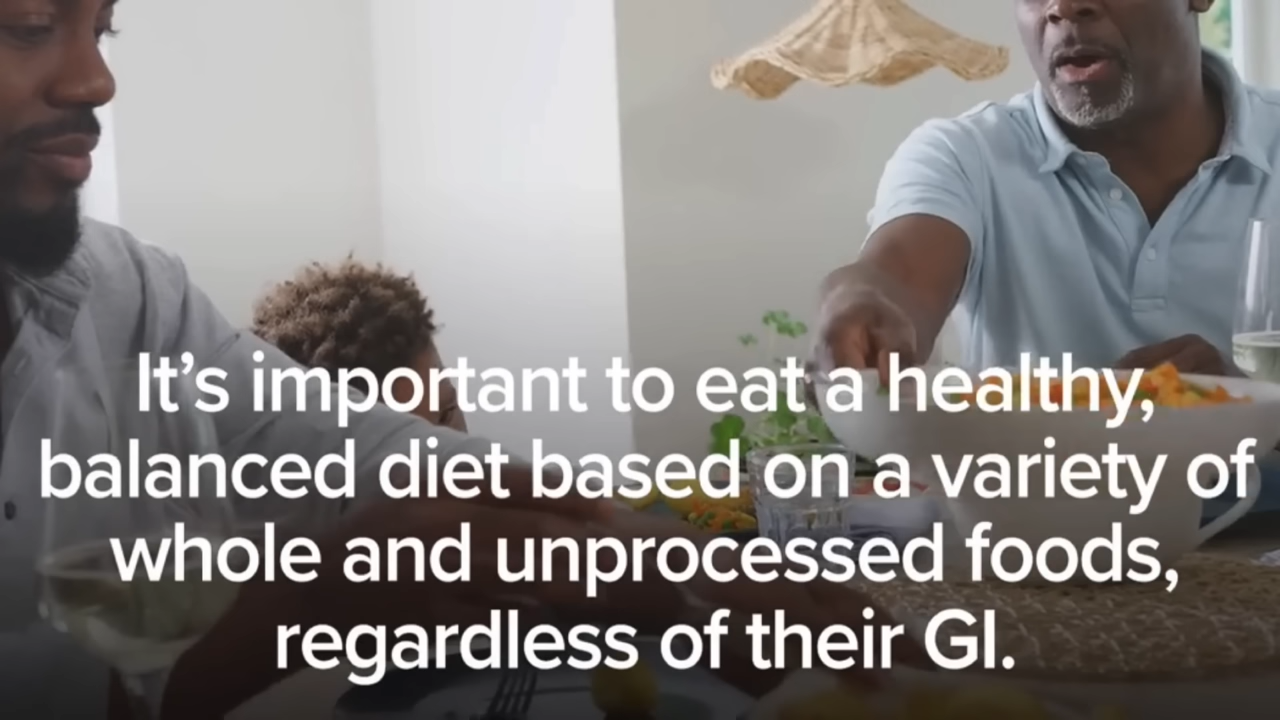 It’s important to eat a healthy,
balanced diet based on a variety of
whole and unprocessed foods,
regardless of their GI.